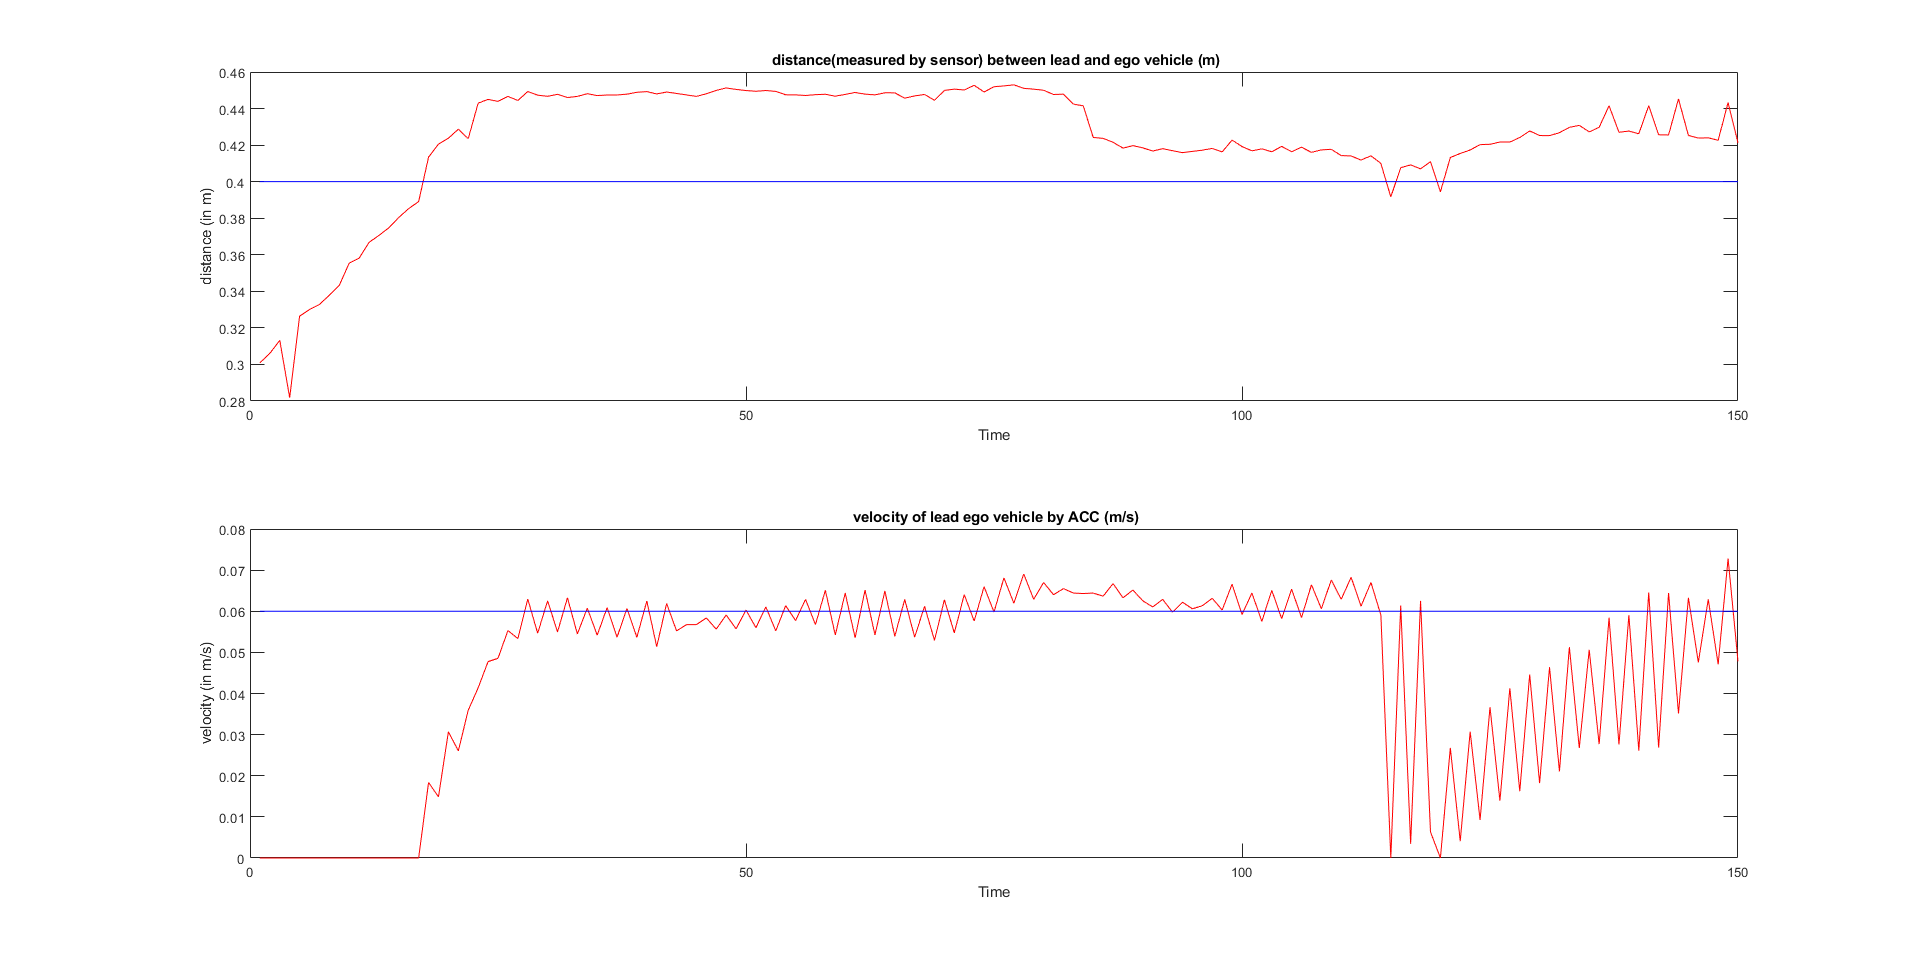 distance(measured by sensor) between lead and ego vehicle (m)
0.46
0.44
0.42
0.4
0.38
0.36
0.34
0.32
0.3
0.28
distance (in m)
0 50 100 150
Time
velocity of lead ego vehicle by ACC (m/s)
0.08
0.07
0.06
0.05
0.04
0.03
0.02
0.01
0
velocity (in m/s)
0 50 100 150
Time